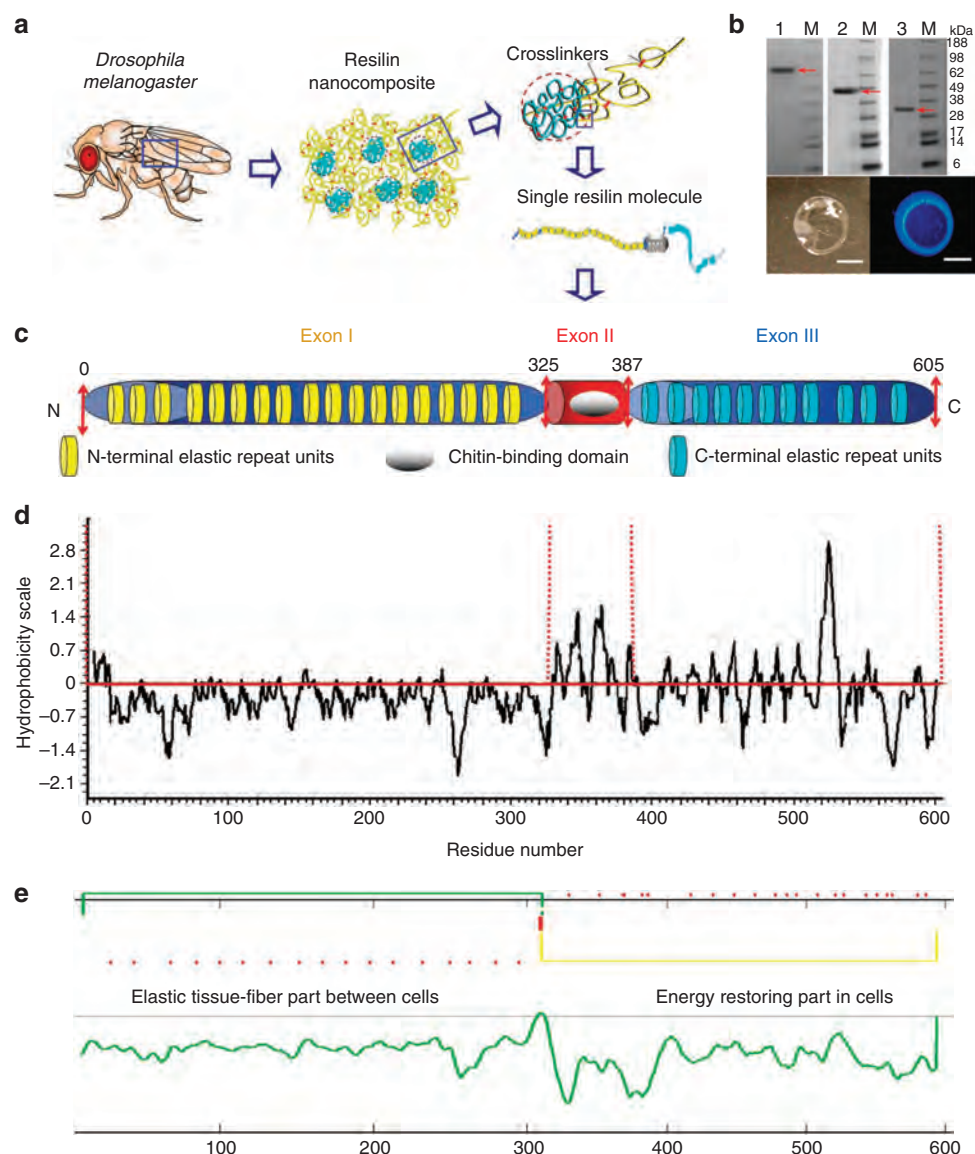 a
Drosophila
melanogaster
Resilin
nanocomposite
Crosslinkers
Single resilin molecule
b
1 M 2 M 3 M kDa
188
98
62
49
38
28
17
14
6
c
Exon I Exon II Exon III
0 325 387 605
N C
N-terminal elastic repeat units Chitin-binding domain C-terminal elastic repeat units
d
Hydrophobicity scale
2.8
2.1
1.4
0.7
0
−0.7
−1.4
−2.1
0 100 200 300 400 500 600
Residue number
e
Elastic tissue-fiber part between cells Energy restoring part in cells
100 200 300 400 500 600